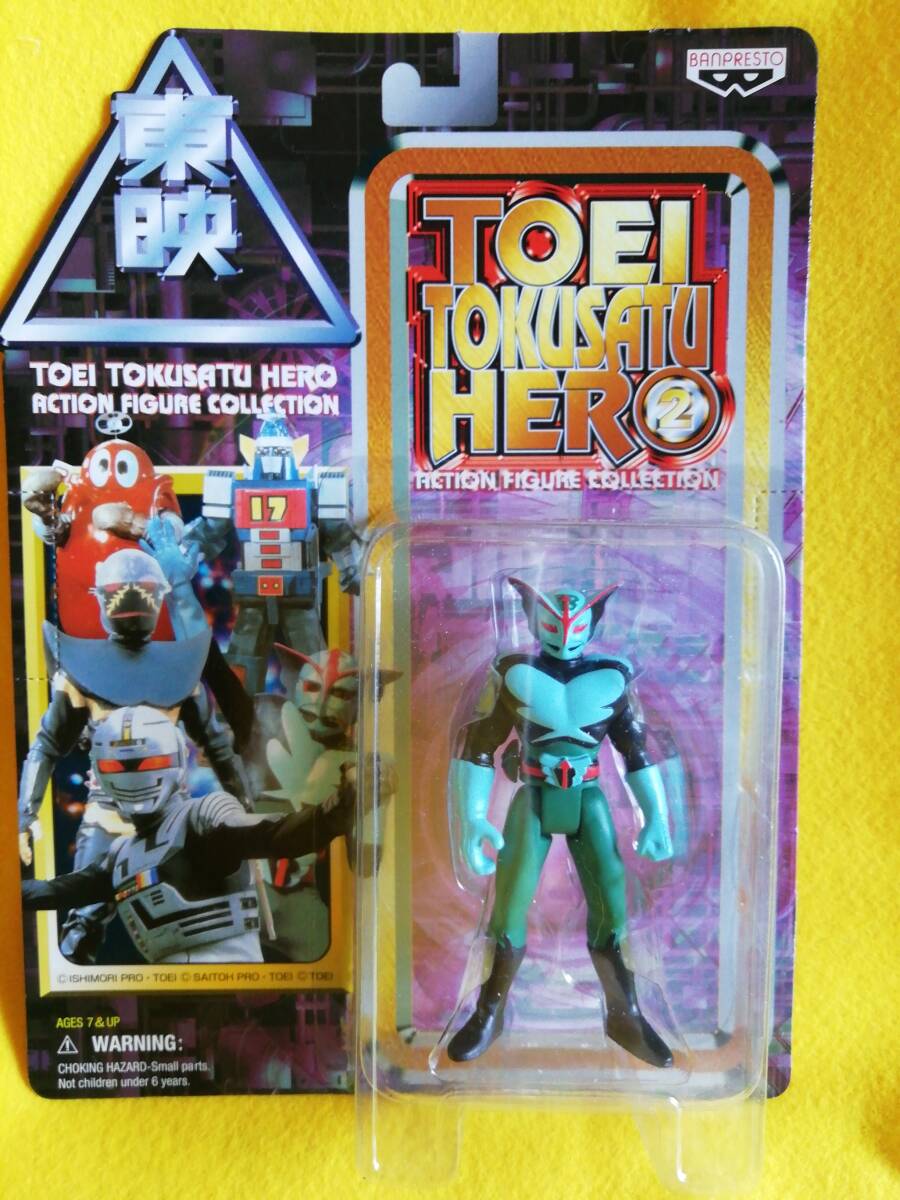 東映
BANPRESTO
TOEI
TOKUSATU
HERO 2
ACTION FIGURE COLLECTION
TOEI TOKUSATU HERO
ACTION FIGURE COLLECTION
17
©ISHIMORI PRO・TOEI ©SAITOH PRO・TOEI ©TOEI
AGES 7 & UP
⚠ WARNING:
CHOKING HAZARD-Small parts.
Not children under 6 years.